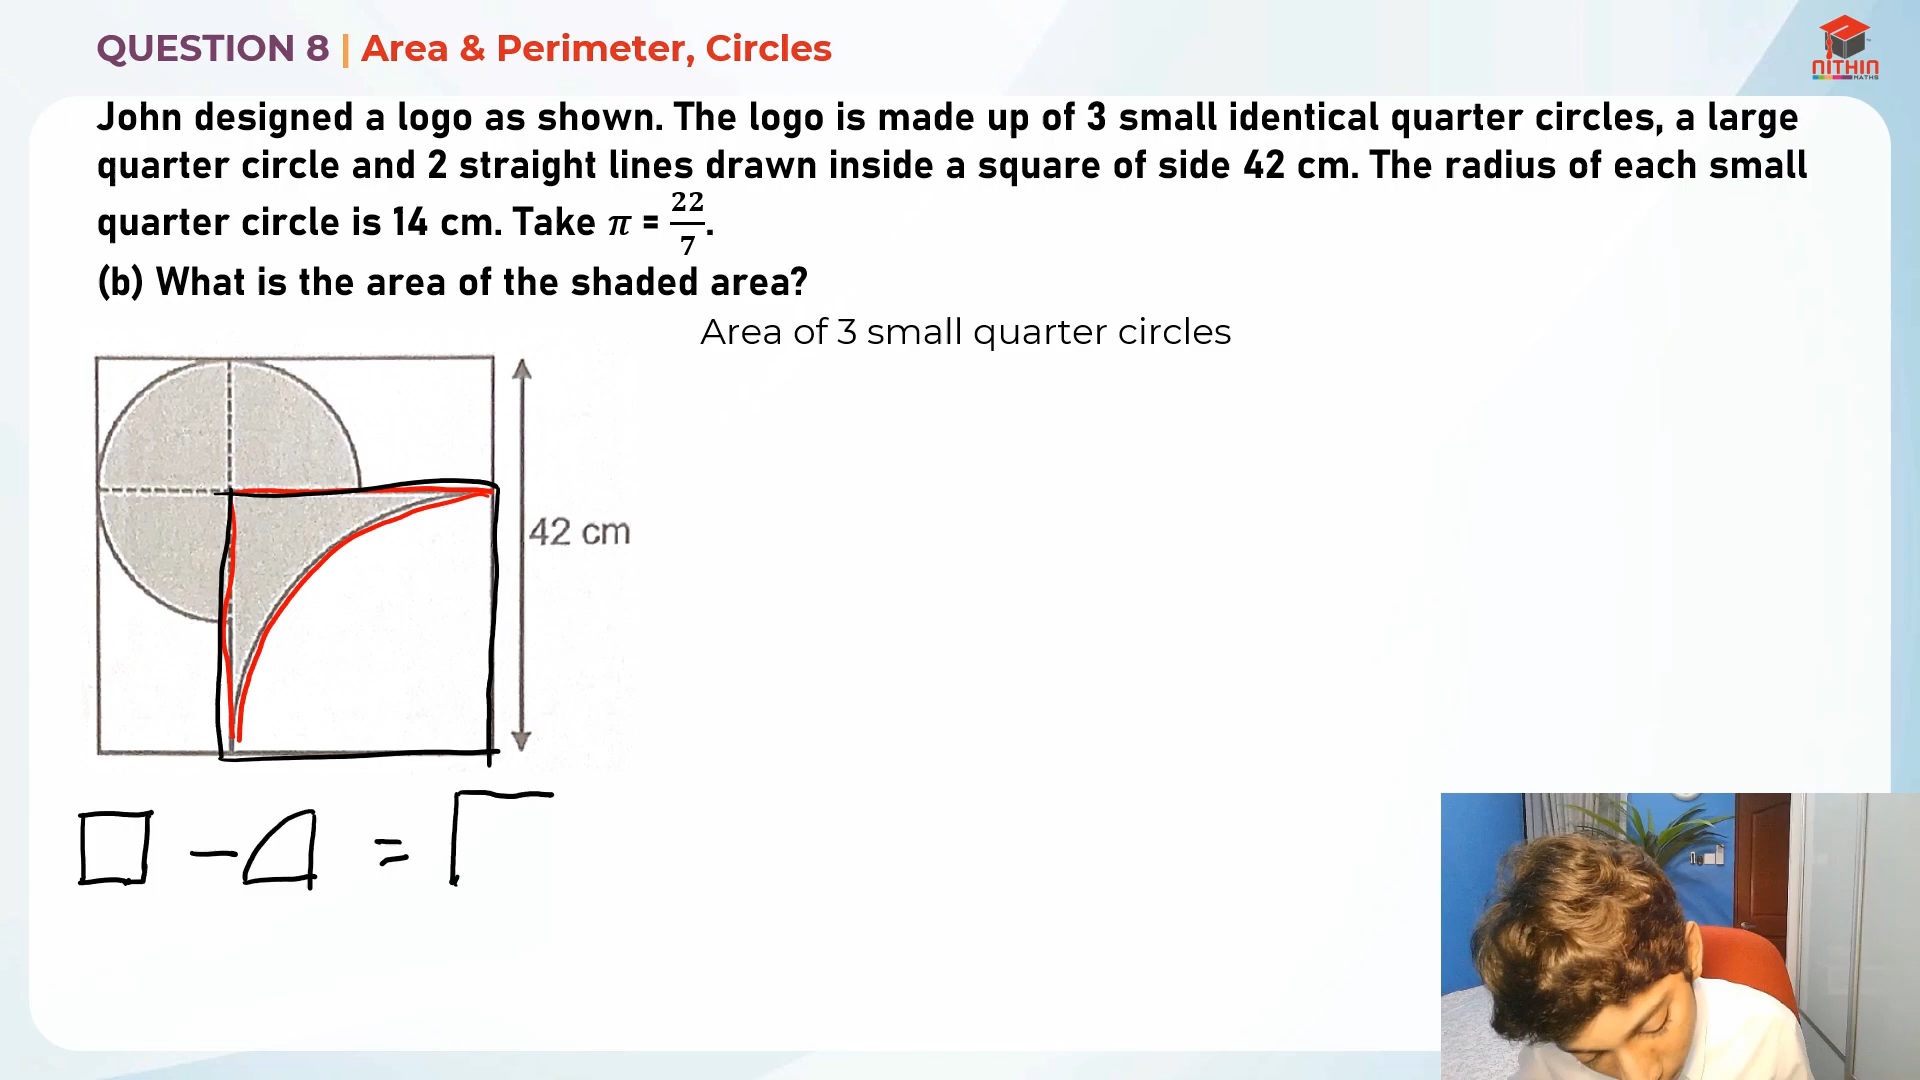 QUESTION 8 | Area & Perimeter, Circles
NITHIN
MATHS
John designed a logo as shown. The logo is made up of 3 small identical quarter circles, a large
quarter circle and 2 straight lines drawn inside a square of side 42 cm. The radius of each small
quarter circle is 14 cm. Take π = 22/7.
(b) What is the area of the shaded area?
Area of 3 small quarter circles
42 cm
− =